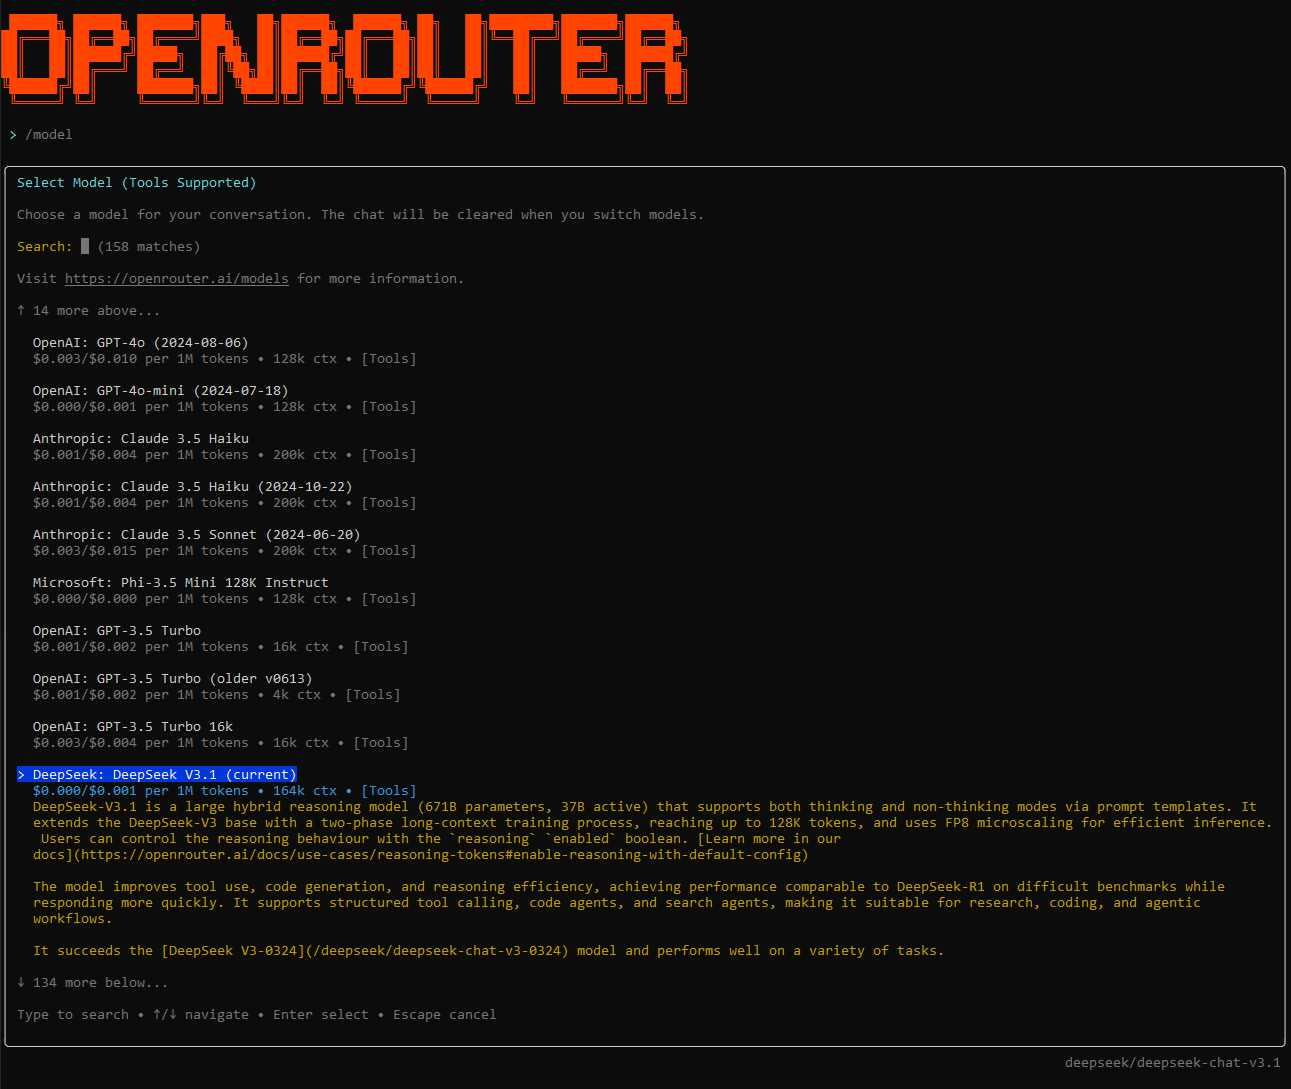 OPENROUTER
> /model
Select Model (Tools Supported)
Choose a model for your conversation. The chat will be cleared when you switch models.
Search: (158 matches)
Visit https://openrouter.ai/models for more information.
↑ 14 more above...
OpenAI: GPT-4o (2024-08-06)
$0.003/$0.010 per 1M tokens • 128k ctx • [Tools]
OpenAI: GPT-4o-mini (2024-07-18)
$0.000/$0.001 per 1M tokens • 128k ctx • [Tools]
Anthropic: Claude 3.5 Haiku
$0.001/$0.004 per 1M tokens • 200k ctx • [Tools]
Anthropic: Claude 3.5 Haiku (2024-10-22)
$0.001/$0.004 per 1M tokens • 200k ctx • [Tools]
Anthropic: Claude 3.5 Sonnet (2024-06-20)
$0.003/$0.015 per 1M tokens • 200k ctx • [Tools]
Microsoft: Phi-3.5 Mini 128K Instruct
$0.000/$0.000 per 1M tokens • 128k ctx • [Tools]
OpenAI: GPT-3.5 Turbo
$0.001/$0.002 per 1M tokens • 16k ctx • [Tools]
OpenAI: GPT-3.5 Turbo (older v0613)
$0.001/$0.002 per 1M tokens • 4k ctx • [Tools]
OpenAI: GPT-3.5 Turbo 16k
$0.003/$0.004 per 1M tokens • 16k ctx • [Tools]
> DeepSeek: DeepSeek V3.1 (current)
$0.000/$0.001 per 1M tokens • 164k ctx • [Tools]
DeepSeek-V3.1 is a large hybrid reasoning model (671B parameters, 37B active) that supports both thinking and non-thinking modes via prompt templates. It
extends the DeepSeek-V3 base with a two-phase long-context training process, reaching up to 128K tokens, and uses FP8 microscaling for efficient inference.
Users can control the reasoning behaviour with the `reasoning` `enabled` boolean. [Learn more in our
docs](https://openrouter.ai/docs/use-cases/reasoning-tokens#enable-reasoning-with-default-config)
The model improves tool use, code generation, and reasoning efficiency, achieving performance comparable to DeepSeek-R1 on difficult benchmarks while
responding more quickly. It supports structured tool calling, code agents, and search agents, making it suitable for research, coding, and agentic
workflows.
It succeeds the [DeepSeek V3-0324](/deepseek/deepseek-chat-v3-0324) model and performs well on a variety of tasks.
↓ 134 more below...
Type to search • ↑/↓ navigate • Enter select • Escape cancel
deepseek/deepseek-chat-v3.1